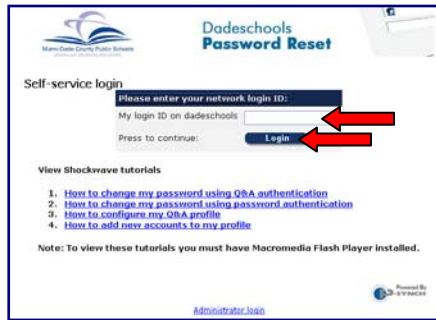 Miami-Dade County Public Schools
Dadeschools
Password Reset
Self-service login
Please enter your network login ID:
My login ID on dadeschools
Press to continue:
Login
View Shockwave tutorials
1. How to change my password using Q&A authentication
2. How to change my password using password authentication
3. How to configure my Q&A profile
4. How to add new accounts to my profile
Note: To view these tutorials you must have Macromedia Flash Player installed.
Powered By
P-SYNCH
Administrator login